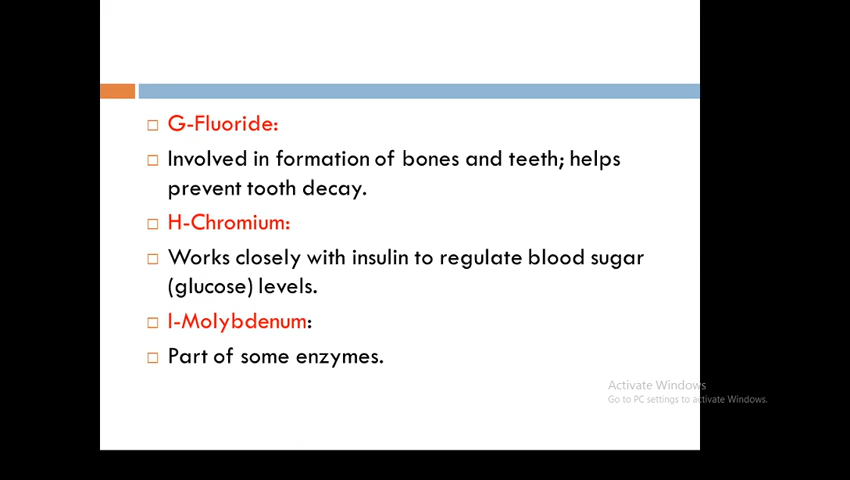 G-Fluoride:
Involved in formation of bones and teeth; helps
prevent tooth decay.
H-Chromium:
Works closely with insulin to regulate blood sugar
(glucose) levels.
I-Molybdenum:
Part of some enzymes.
Activate Windows
Go to PC settings to activate Windows.